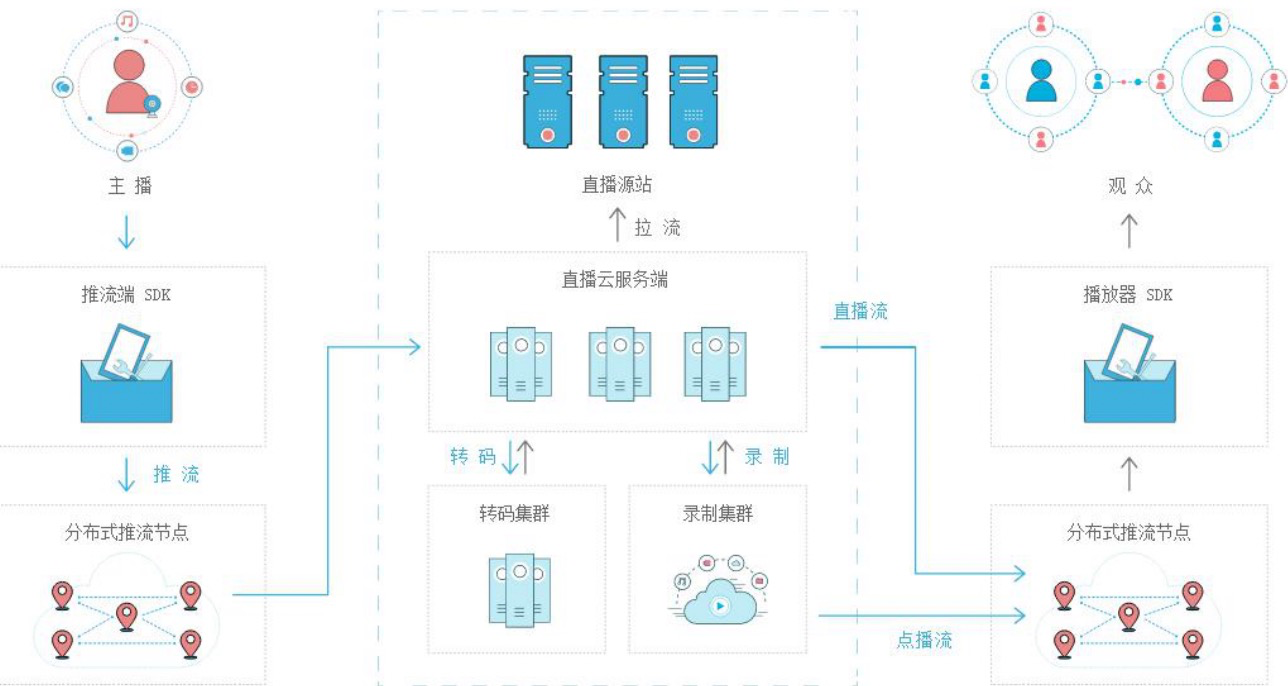 主 播
推流端 SDK
推 流
分布式推流节点
直播源站
拉 流
直播云服务端
转 码
录 制
转码集群
录制集群
直播流
点播流
观 众
播放器 SDK
分布式推流节点